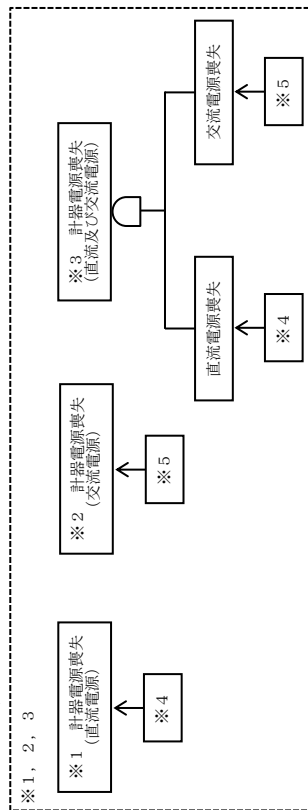 ※1，2，3
※1　計器電源喪失
（直流電源）
※4
※2　計器電源喪失
（交流電源）
※5
※3　計器電源喪失
（直流及び交流電源）
直流電源喪失
※4
交流電源喪失
※5